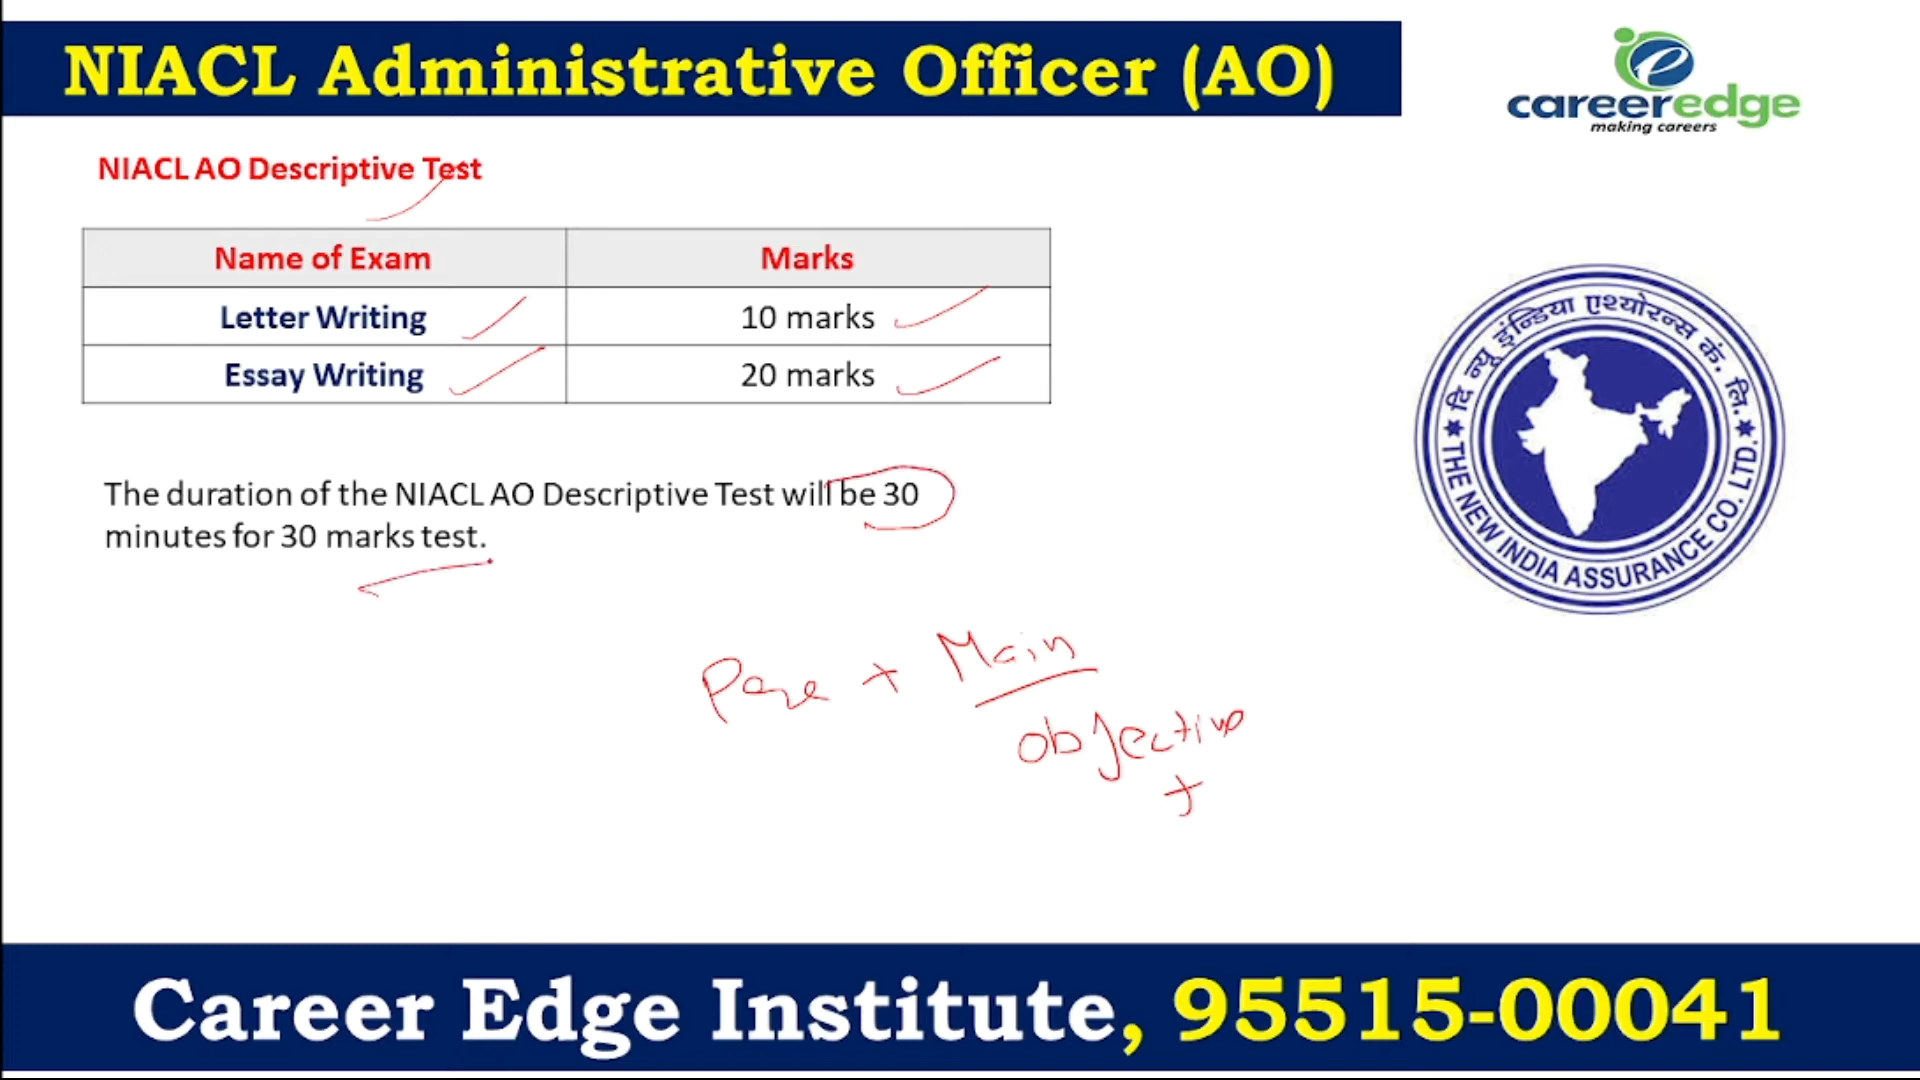 NIACL Administrative Officer (AO)
careeredge
making careers
NIACL AO Descriptive Test
Name of Exam Marks
Letter Writing 10 marks
Essay Writing 20 marks
The duration of the NIACL AO Descriptive Test will be 30
minutes for 30 marks test.
दि न्यू इंन्डिया एश्योरन्स कं. लि.
THE NEW INDIA ASSURANCE CO. LTD.
+ Main
objective
+
Career Edge Institute, 95515-00041